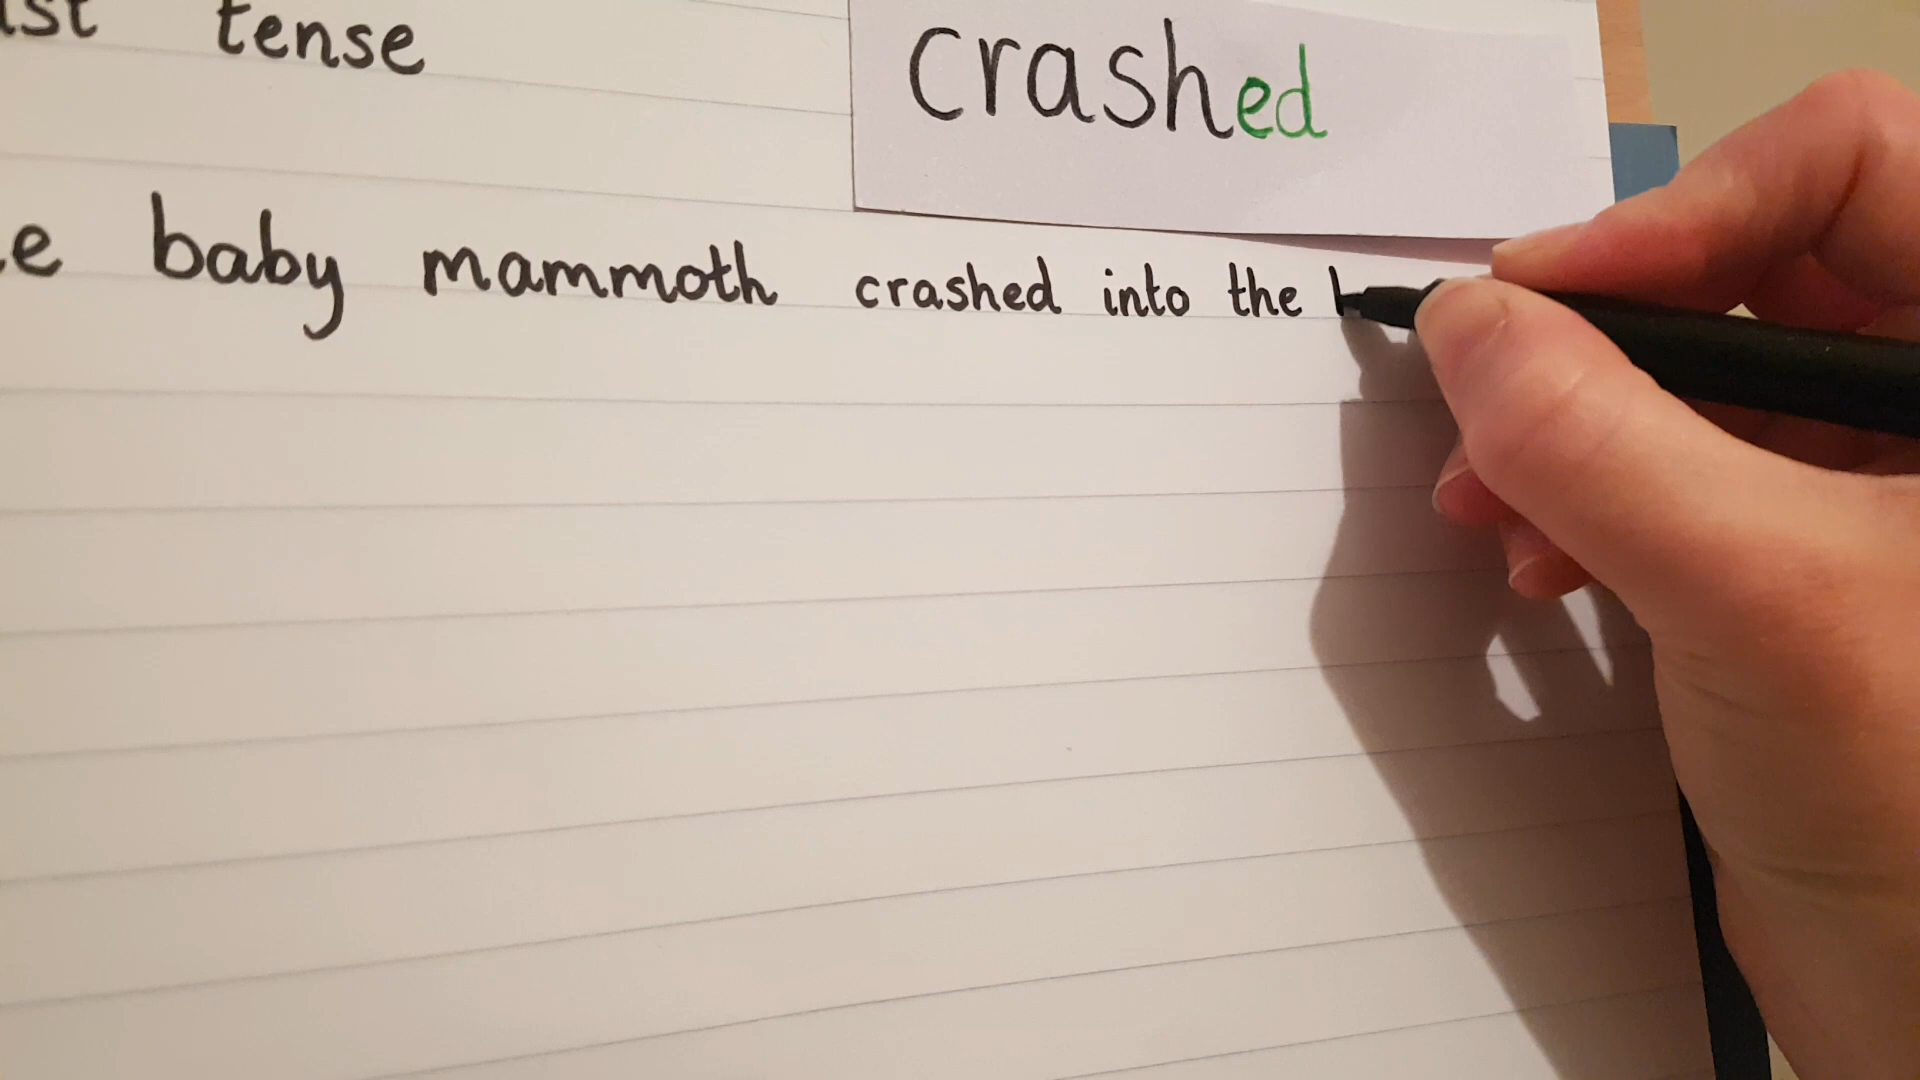 tense
crashed
baby mammoth crashed into the